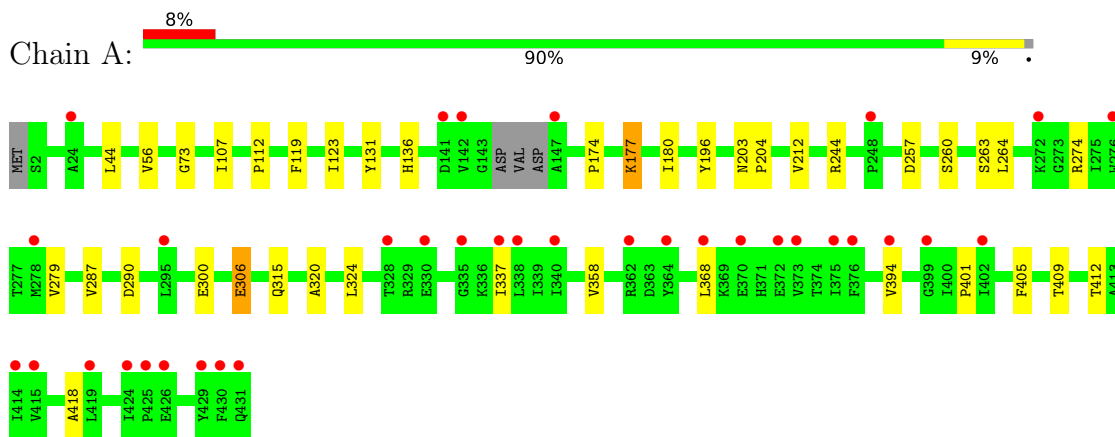 8%
Chain A:
90% 9% •
MET S2 A24 L44 V56 G73 I107 P112 F119 I123 Y131 H136 D141 V142 G143 ASP VAL ASP A147 P174 K177 I180 Y196 N203 P204 V212 R244 P248 D257 S260 S263 L264 K272 G273 R274 I275
T277 M278 V279 V287 D290 L295 E300 E306 Q315 A320 L324 T328 R329 E330 G335 K336 I337 L338 I339 I340 V358 R362 D363 Y364 L368 K369 E370 H371 E372 V373 T374 I375 F376 V394 G399 I400 P401 I402 F405 T409 T412
I414 V415 A418 L419 I424 P425 E426 Y429 F430 Q431